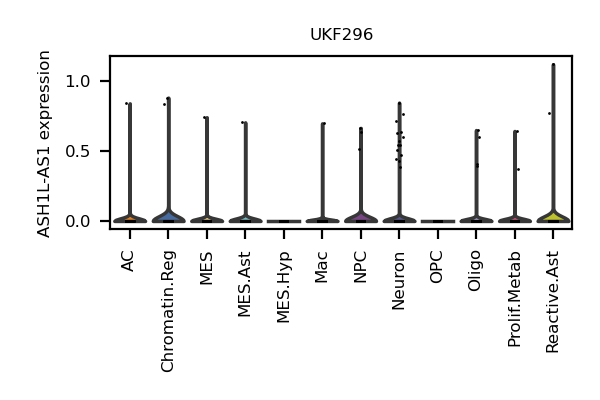 UKF296
ASH1L-AS1 expression
1.0
0.5
0.0
AC
Chromatin.Reg
MES
MES.Ast
MES.Hyp
Mac
NPC
Neuron
OPC
Oligo
Prolif.Metab
Reactive.Ast